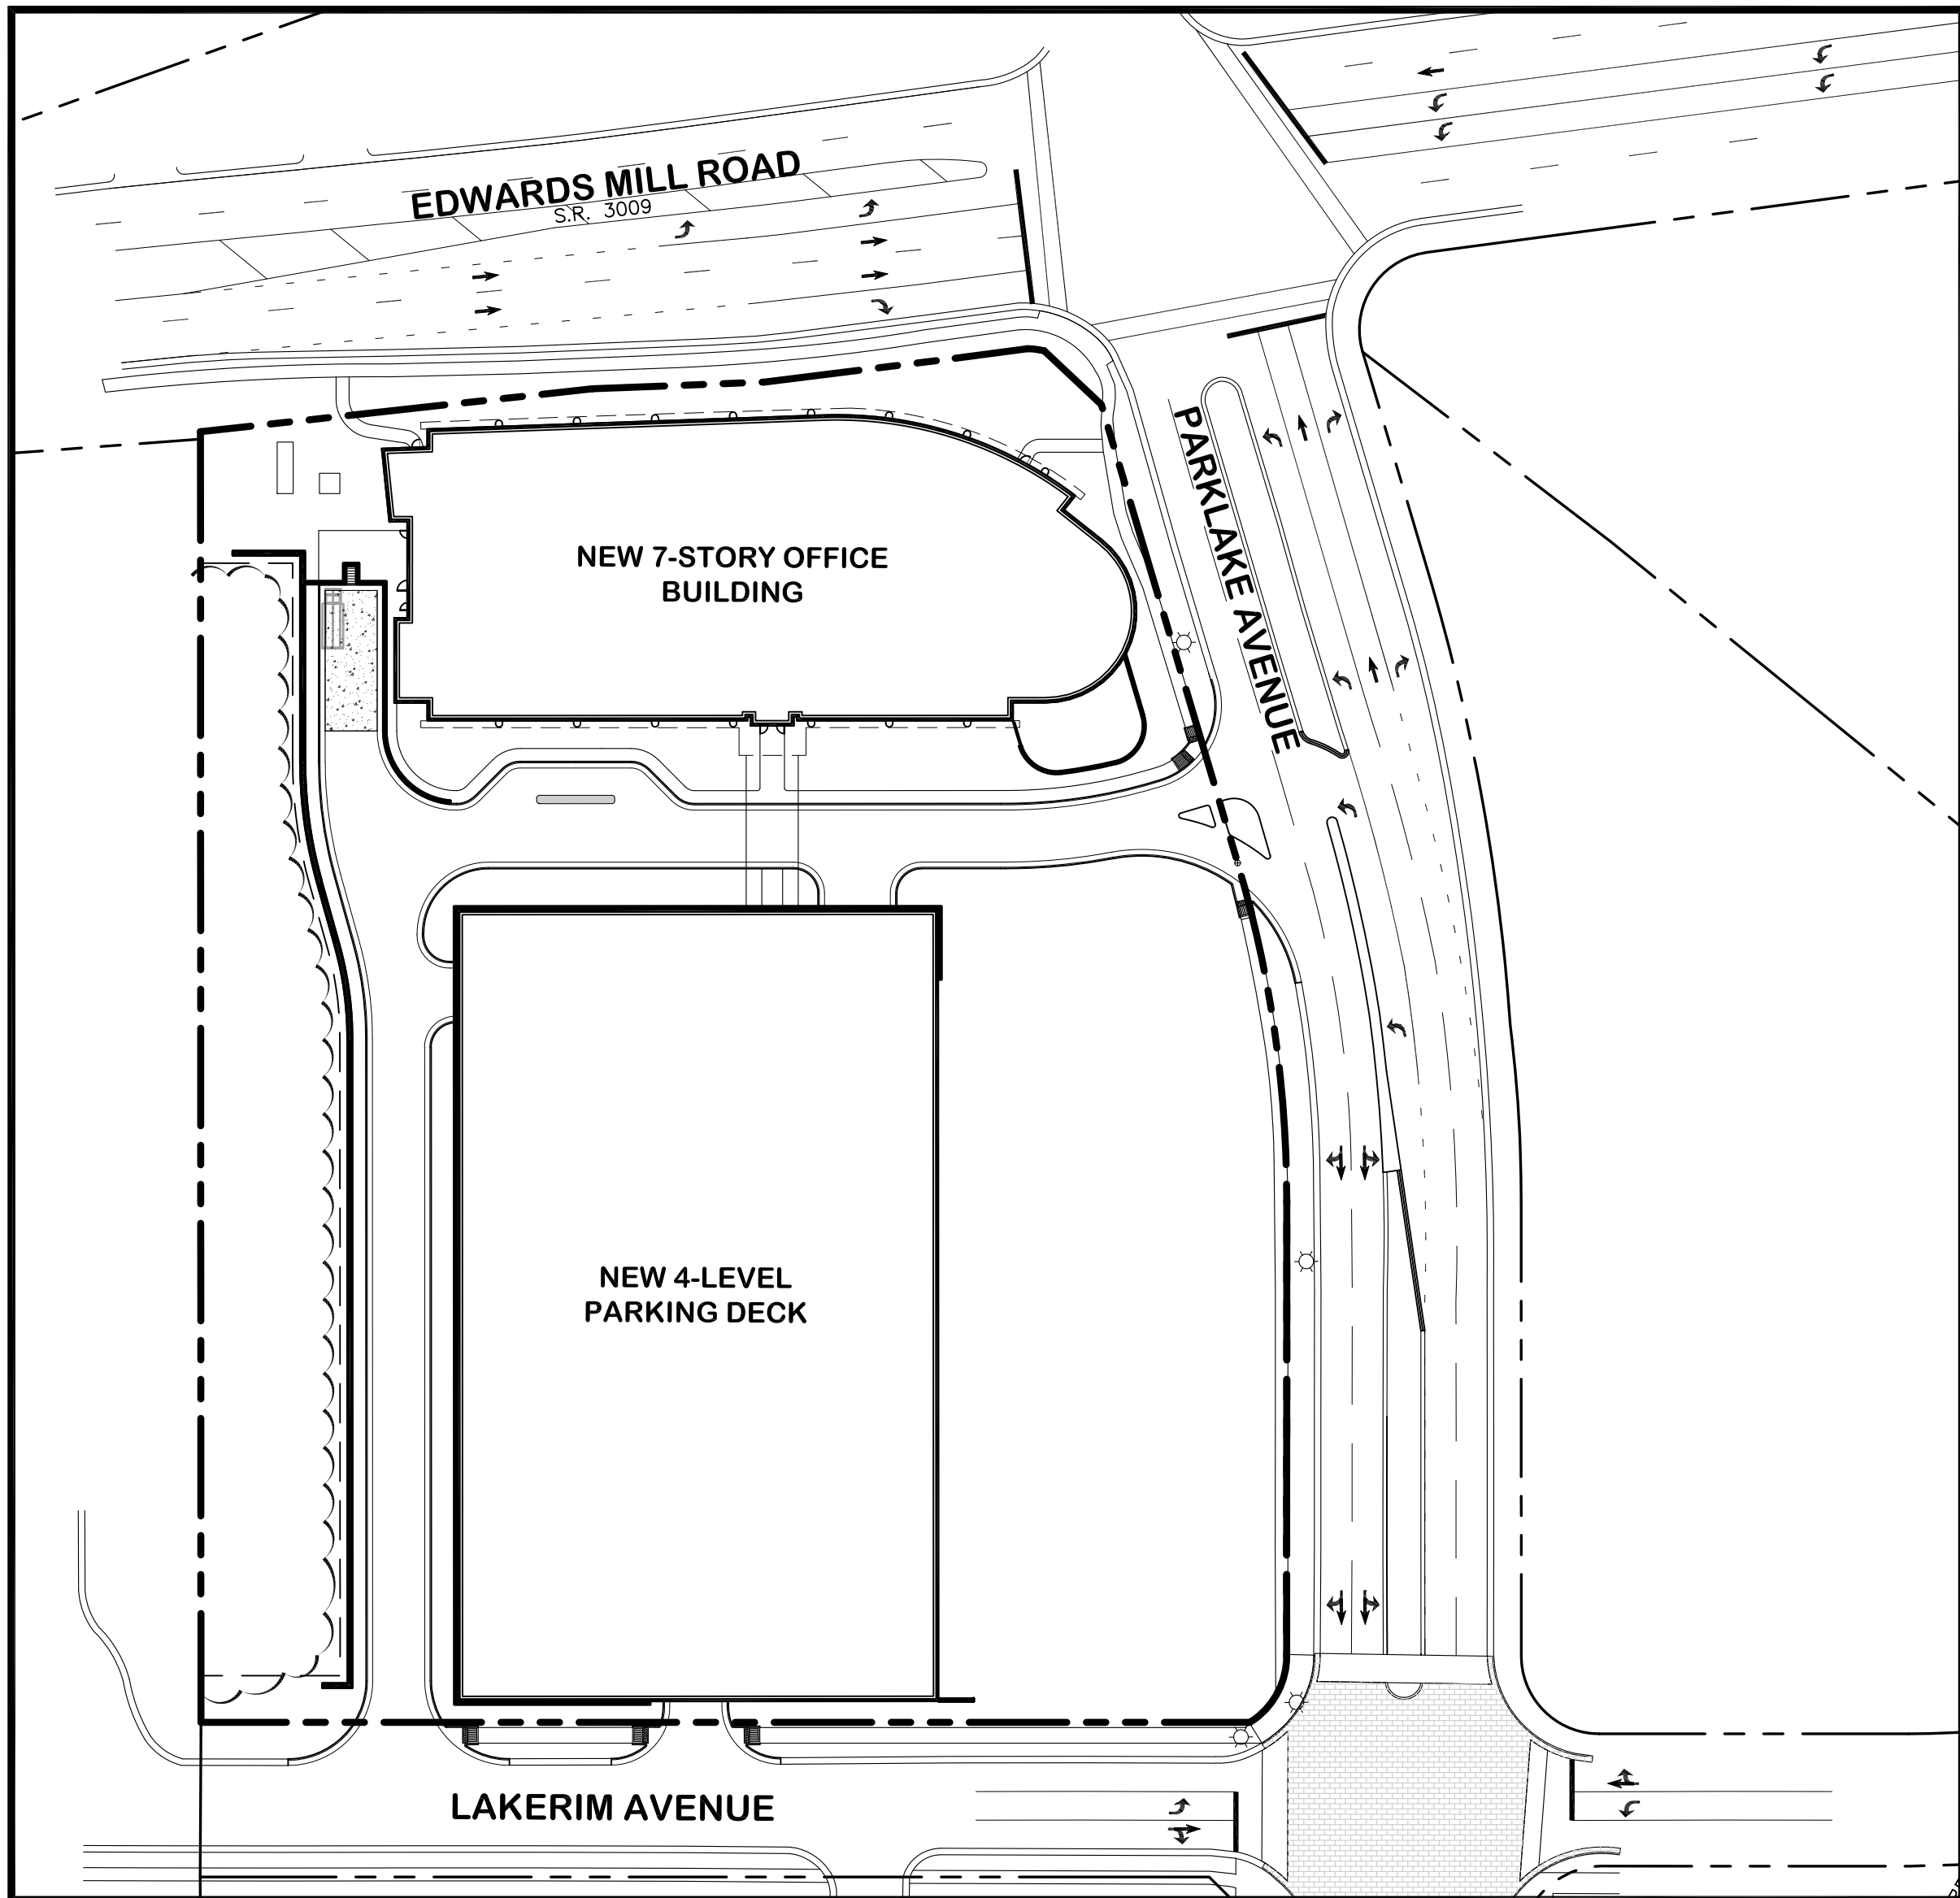 EDWARDS MILL ROAD
S.R. 3009
PARKLAKE AVENUE
NEW 7-STORY OFFICE
BUILDING
NEW 4-LEVEL
PARKING DECK
LAKERIM AVENUE